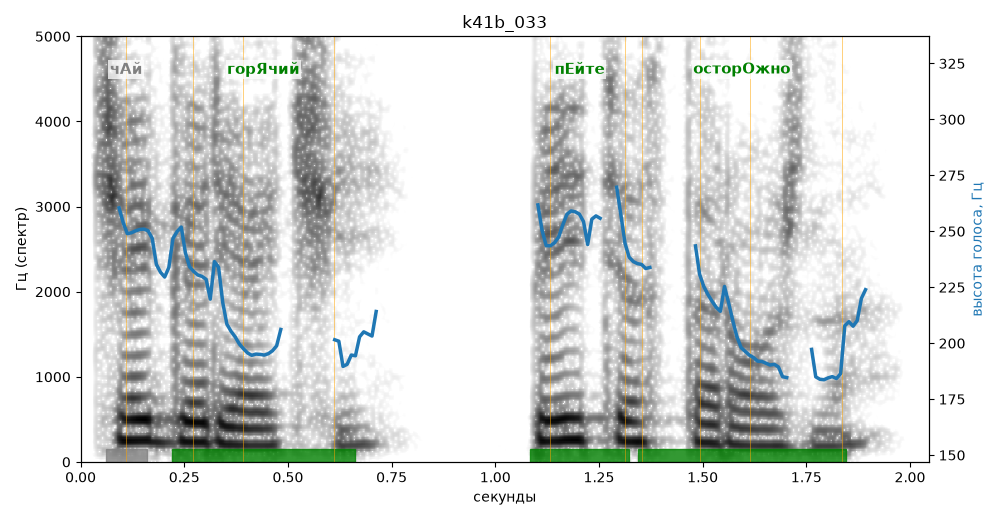 k41b_033
5000
4000
3000
2000
1000
0
Гц (спектр)
чАй
горЯчий
пЕйте
осторОжно
325
300
275
250
225
200
175
150
высота голоса, Гц
0.00 0.25 0.50 0.75 1.00 1.25 1.50 1.75 2.00
секунды